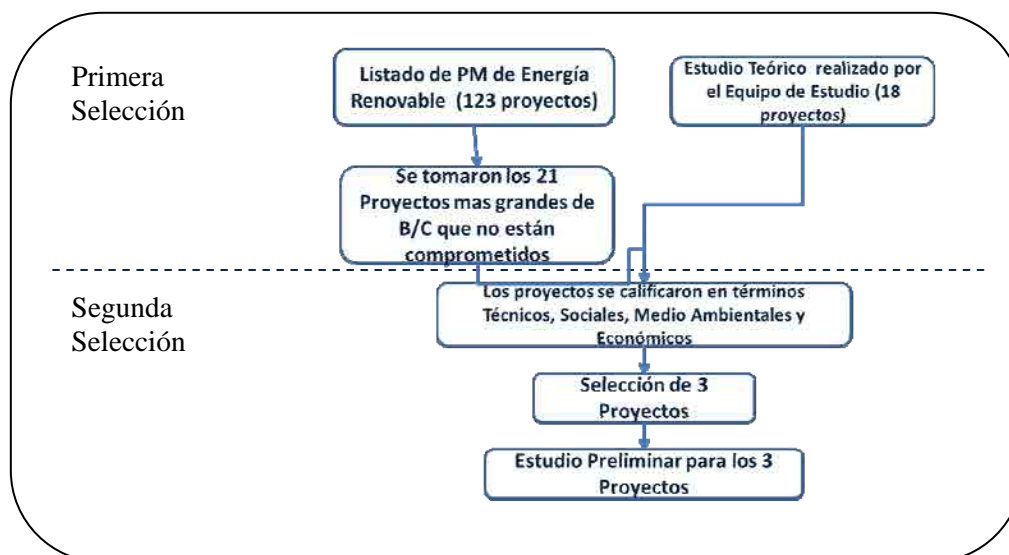 Primera
Selección
Listado de PM de Energía
Renovable (123 proyectos)
Estudio Teórico realizado por
el Equipo de Estudio (18
proyectos)
Se tomaron los 21
Proyectos mas grandes de
B/C que no están
comprometidos
Segunda
Selección
Los proyectos se calificaron en términos
Técnicos, Sociales, Medio Ambientales y
Económicos
Selección de 3
Proyectos
Estudio Preliminar para los 3
Proyectos